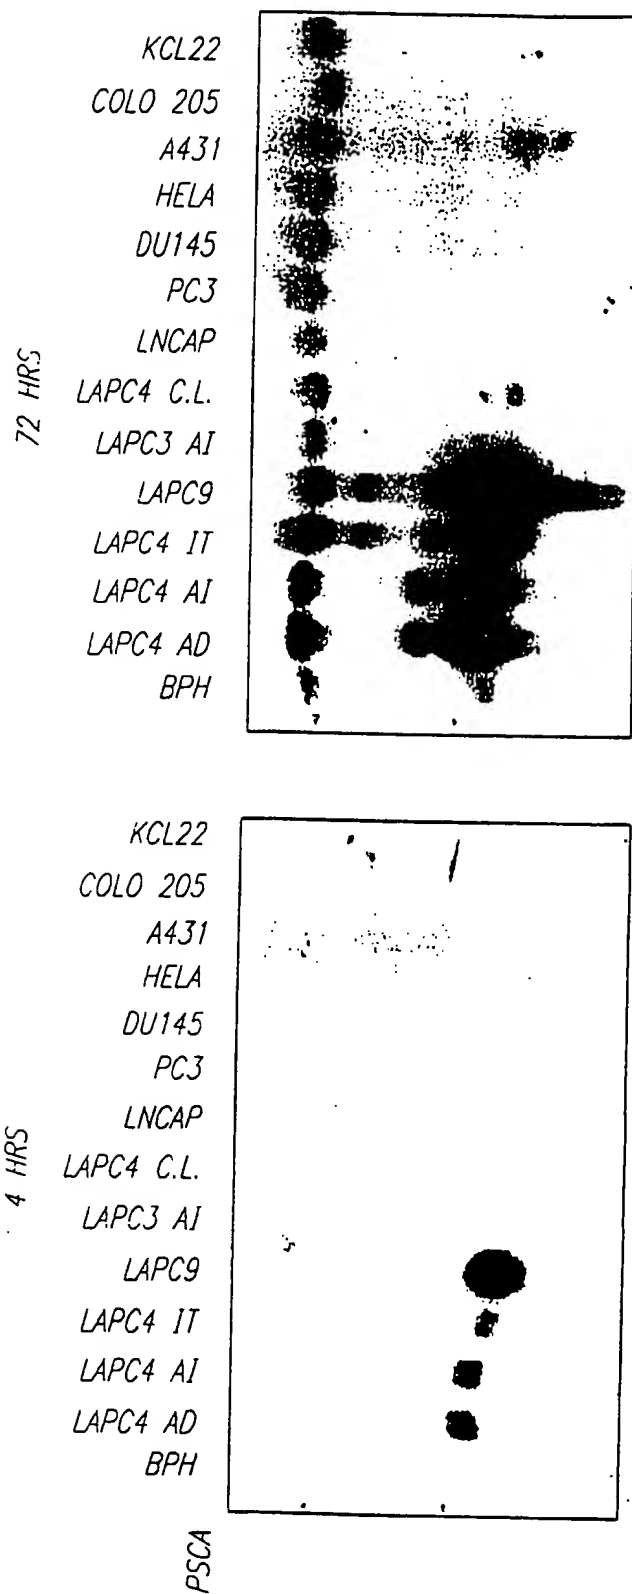 72 HRS
KCL22
COLO 205
A431
HELA
DU145
PC3
LNCAP
LAPC4 C.L.
LAPC3 AI
LAPC9
LAPC4 IT
LAPC4 AI
LAPC4 AD
BPH
4 HRS
KCL22
COLO 205
A431
HELA
DU145
PC3
LNCAP
LAPC4 C.L.
LAPC3 AI
LAPC9
LAPC4 IT
LAPC4 AI
LAPC4 AD
BPH
PSCA